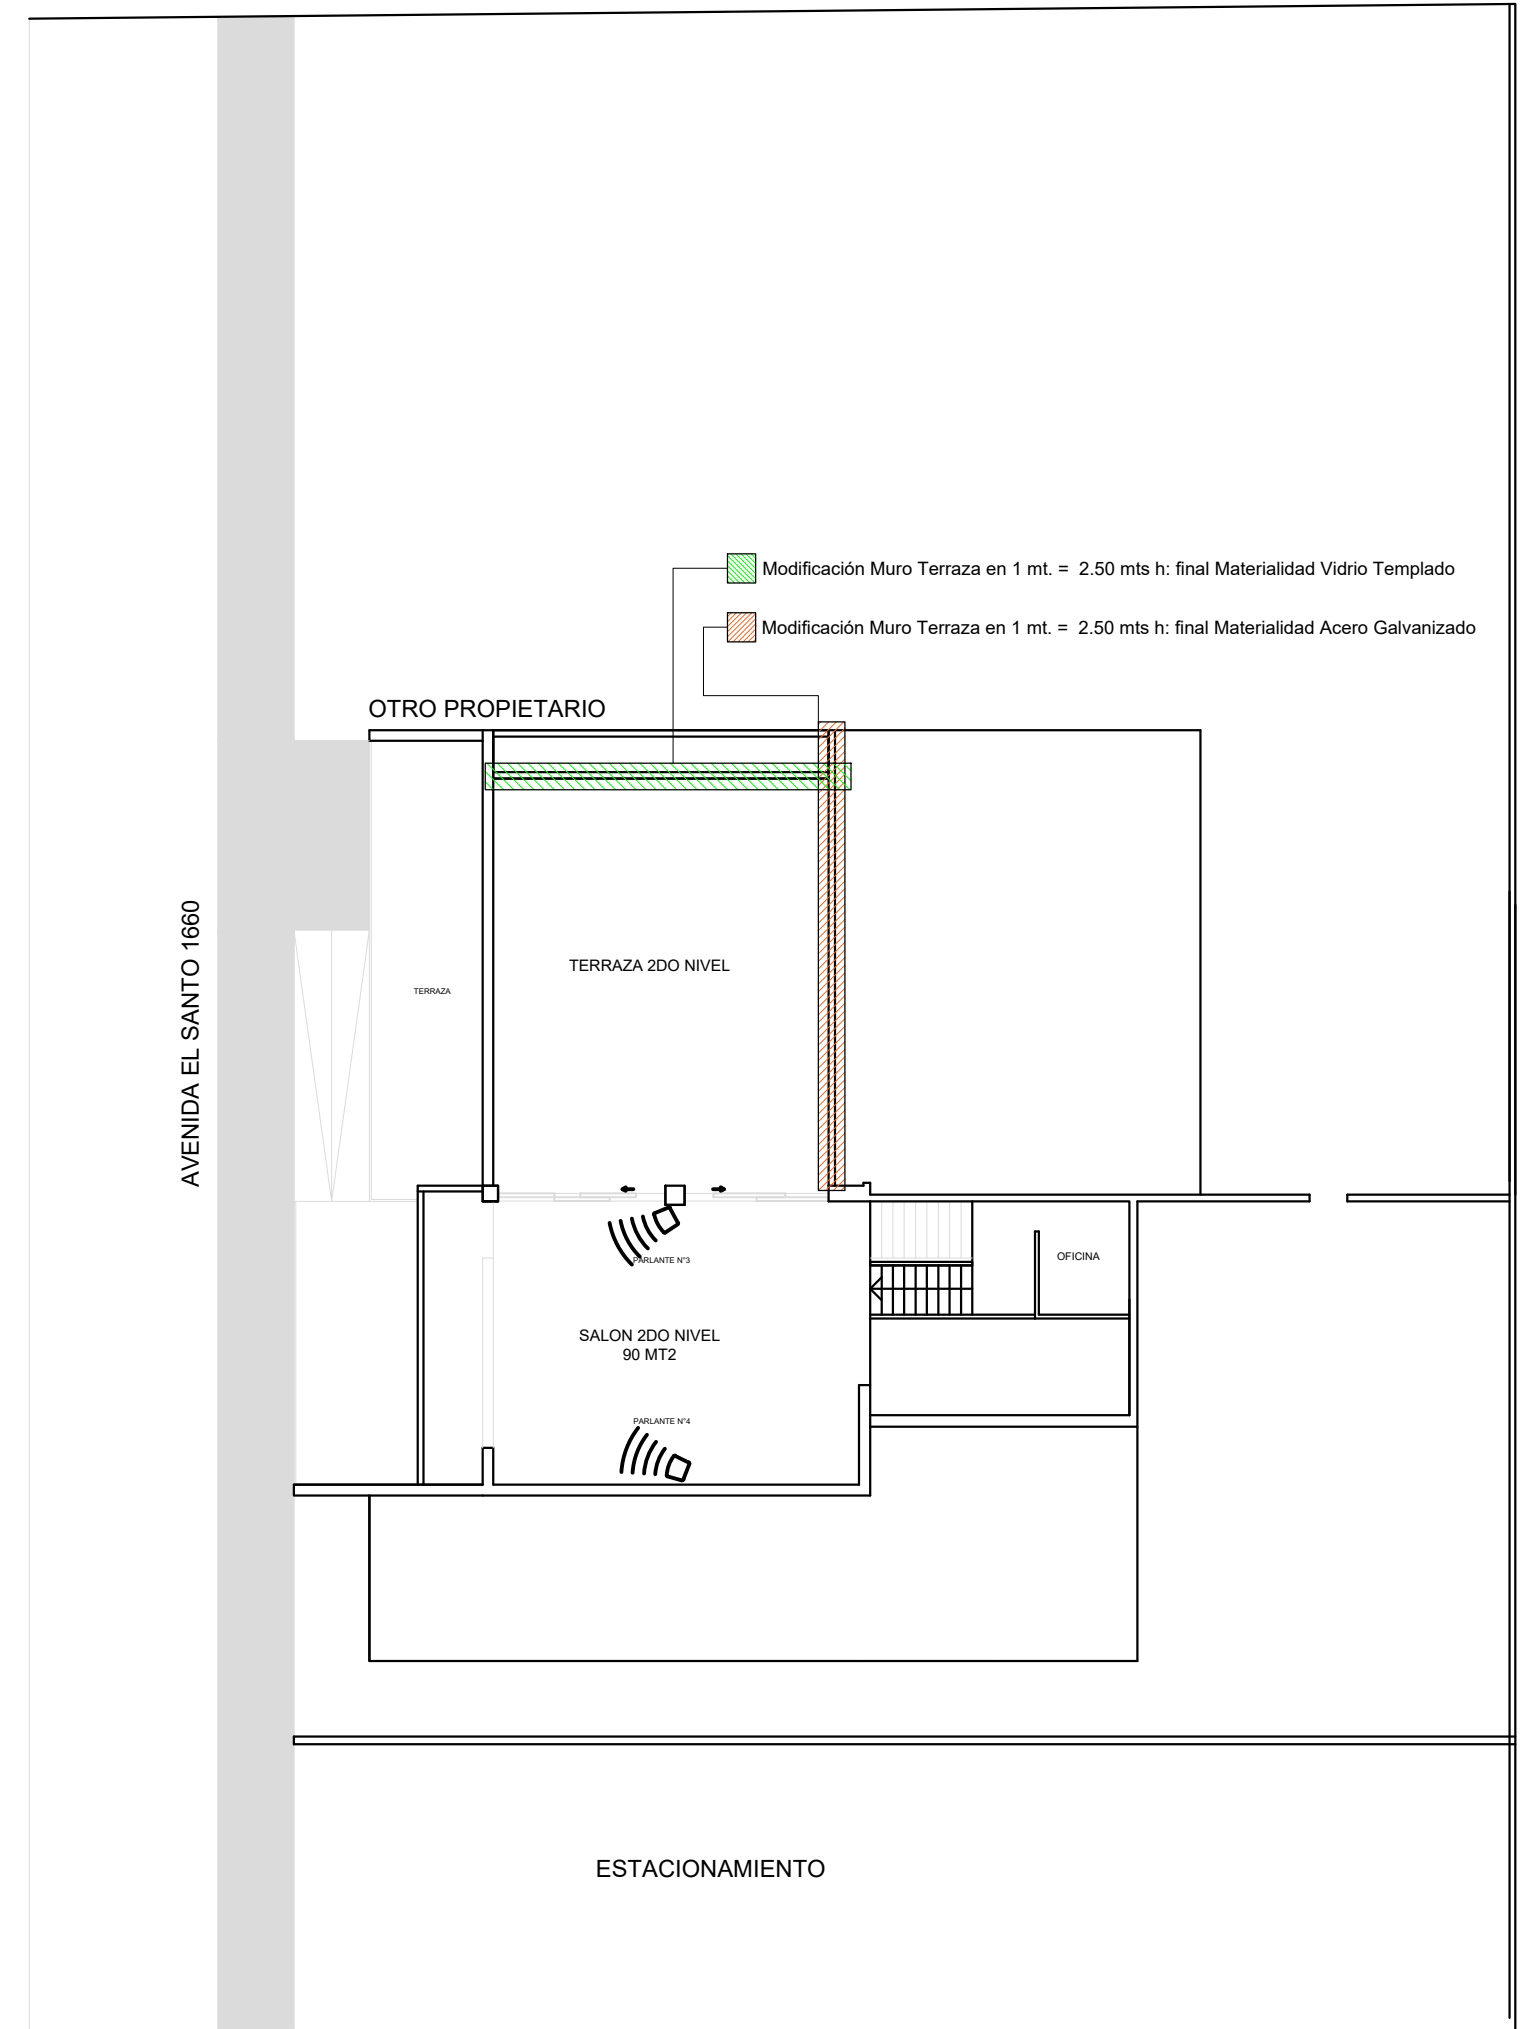 Modificación Muro Terraza en 1 mt. =  2.50 mts h: final Materialidad Vidrio Templado
Modificación Muro Terraza en 1 mt. =  2.50 mts h: final Materialidad Acero Galvanizado
OTRO PROPIETARIO
AVENIDA EL SANTO 1660
TERRAZA 2DO NIVEL
TERRAZA
PARLANTE N°3
OFICINA
SALON 2DO NIVEL
90 MT2
PARLANTE N°4
ESTACIONAMIENTO